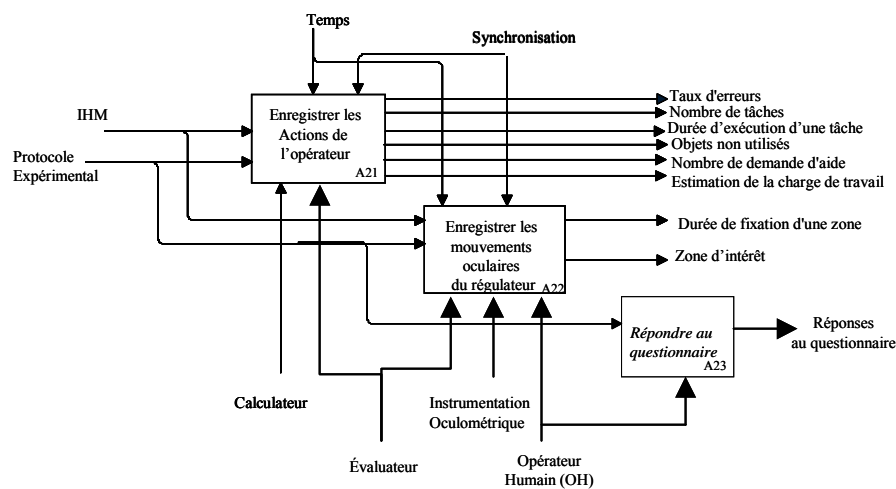 Temps
Synchronisation
IHM
Protocole
Expérimental
Enregistrer les
Actions de
l’opérateur
A21
Taux d'erreurs
Nombre de tâches
Durée d’exécution d’une tâche
Objets non utilisés
Nombre de demande d'aide
Estimation de la charge de travail
Enregistrer les
mouvements
oculaires
du régulateur
A22
Durée de fixation d'une zone
Zone d’intérêt
Répondre au
questionnaire
A23
Réponses
au questionnaire
Calculateur
Évaluateur
Instrumentation
Oculométrique
Opérateur
Humain (OH)